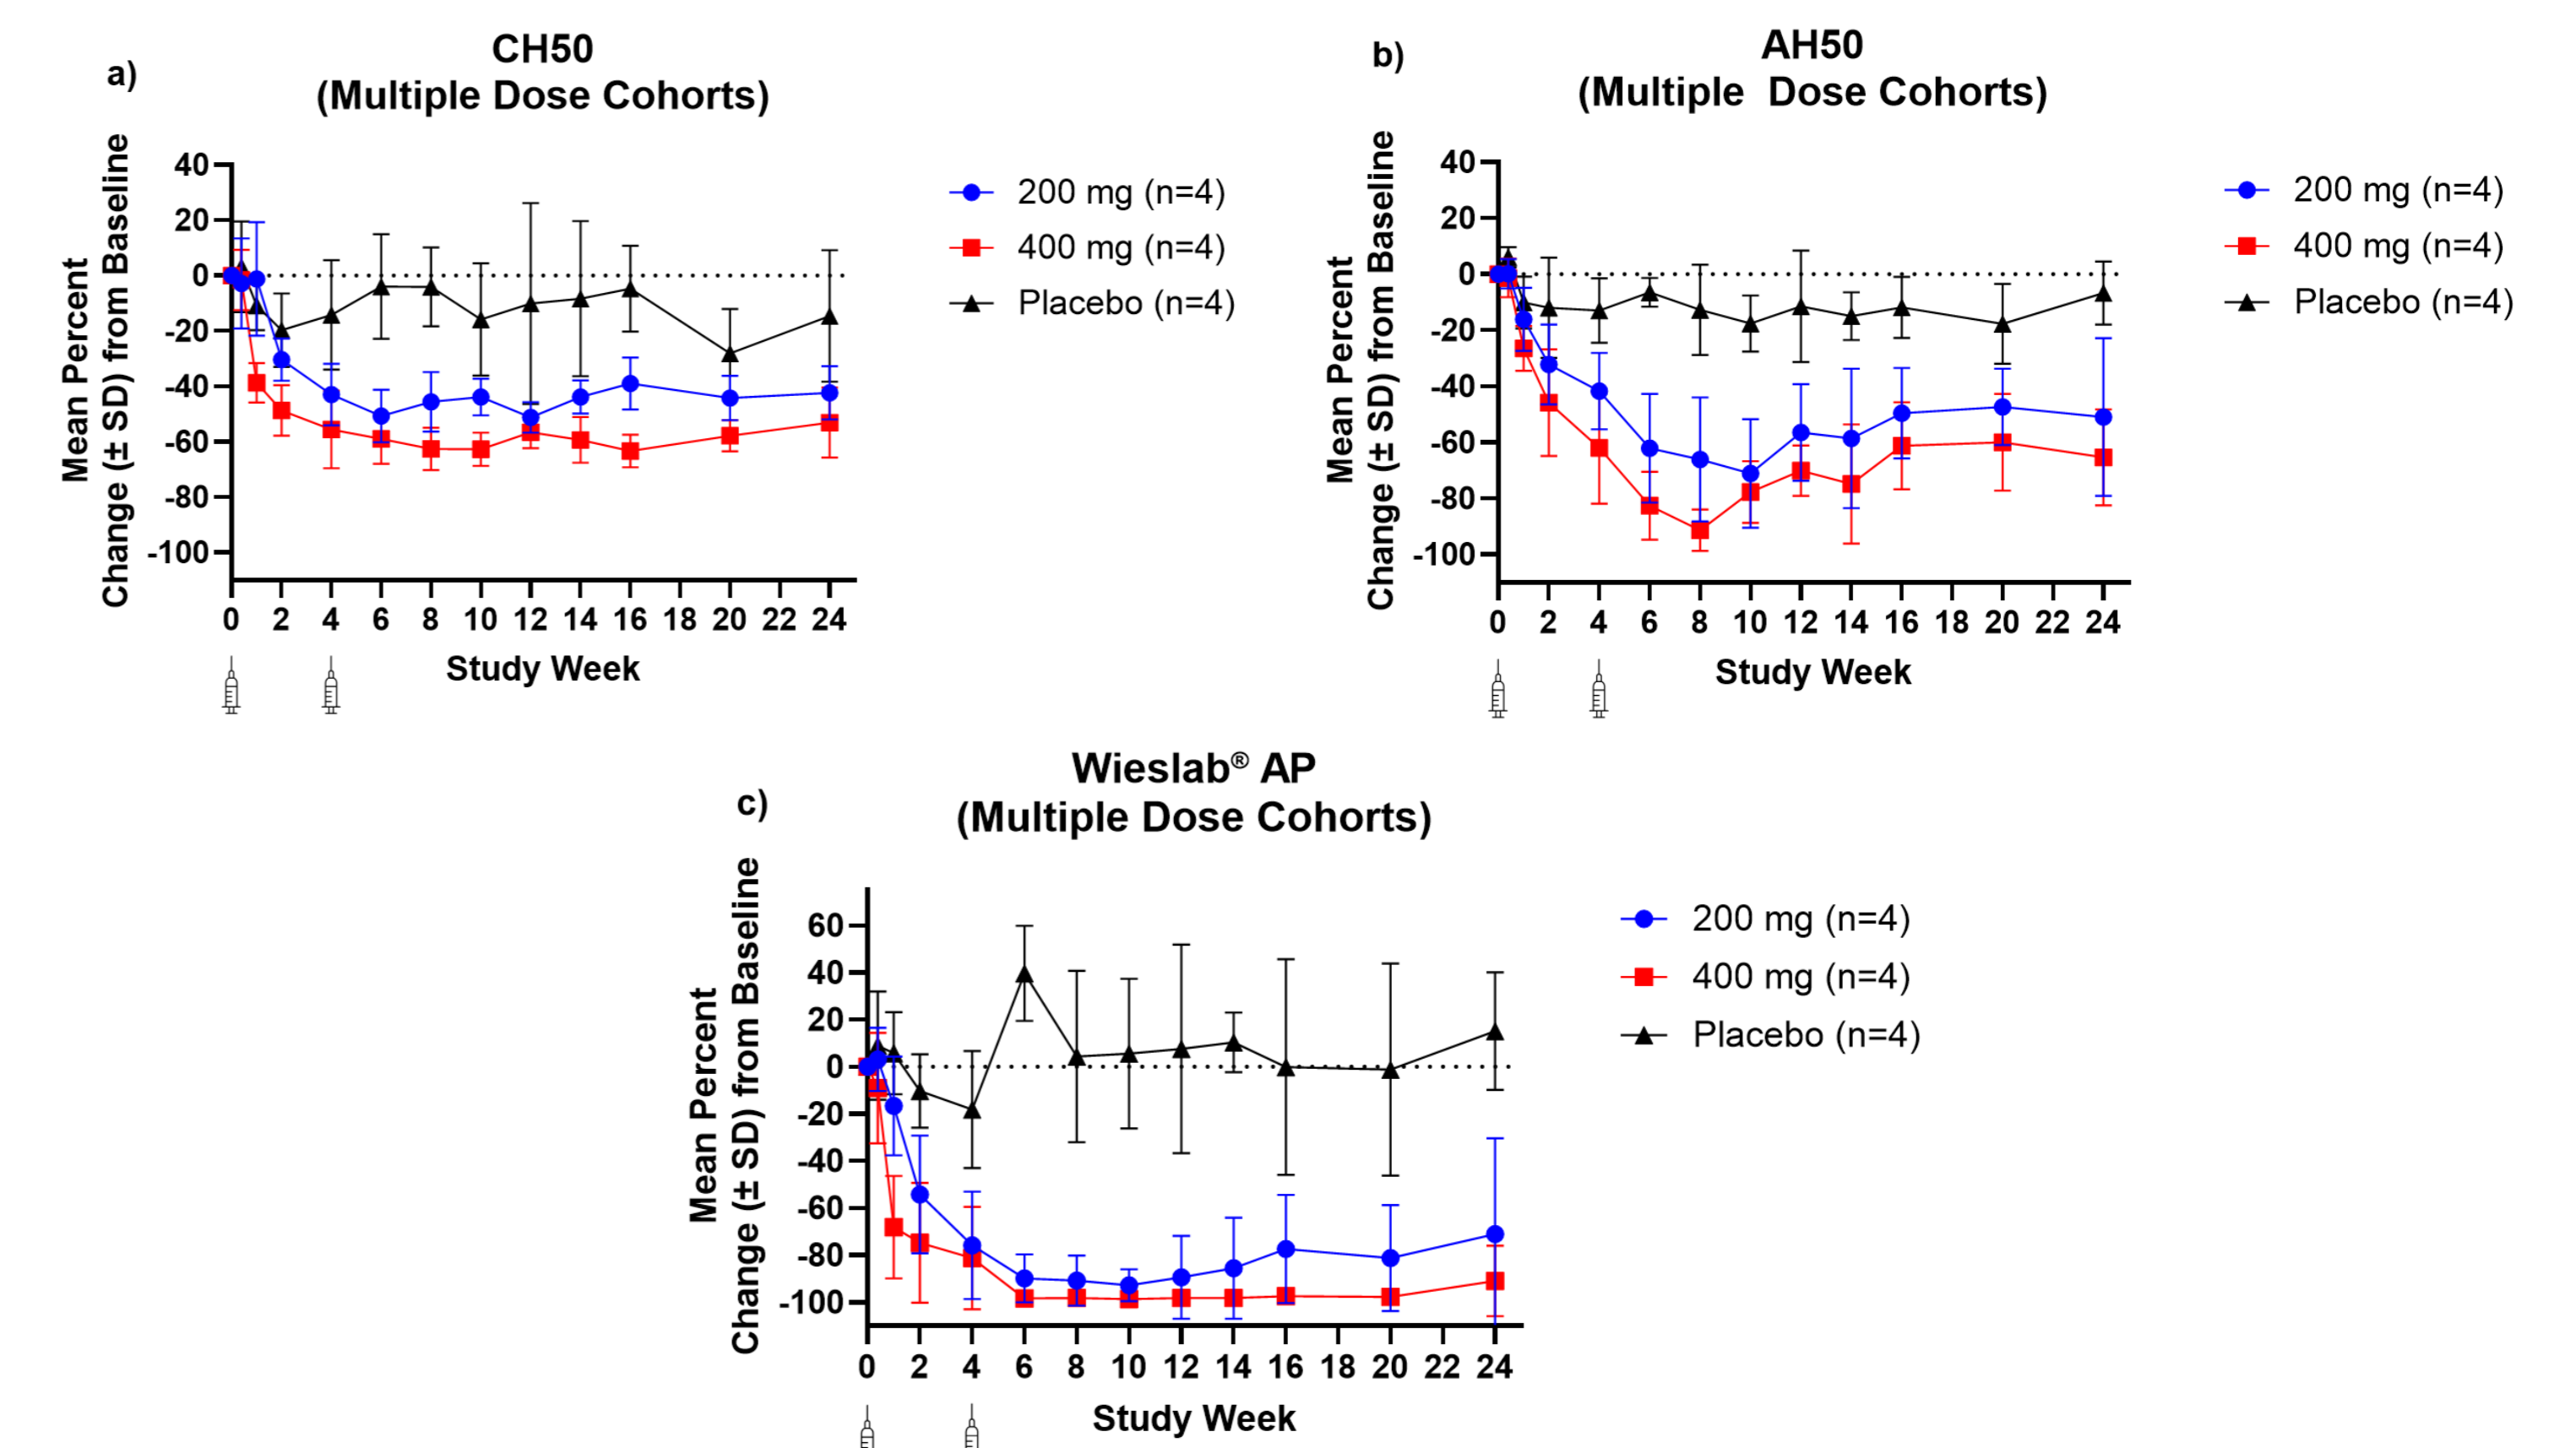 a)
CH50
(Multiple Dose Cohorts)
Mean Percent
Change (± SD) from Baseline
40
20
0
-20
-40
-60
-80
-100
0 2 4 6 8 10 12 14 16 18 20 22 24
Study Week
200 mg (n=4)
400 mg (n=4)
Placebo (n=4)
b)
AH50
(Multiple Dose Cohorts)
Mean Percent
Change (± SD) from Baseline
40
20
0
-20
-40
-60
-80
-100
0 2 4 6 8 10 12 14 16 18 20 22 24
Study Week
200 mg (n=4)
400 mg (n=4)
Placebo (n=4)
c)
Wieslab® AP
(Multiple Dose Cohorts)
Mean Percent
Change (± SD) from Baseline
60
40
20
0
-20
-40
-60
-80
-100
0 2 4 6 8 10 12 14 16 18 20 22 24
Study Week
200 mg (n=4)
400 mg (n=4)
Placebo (n=4)